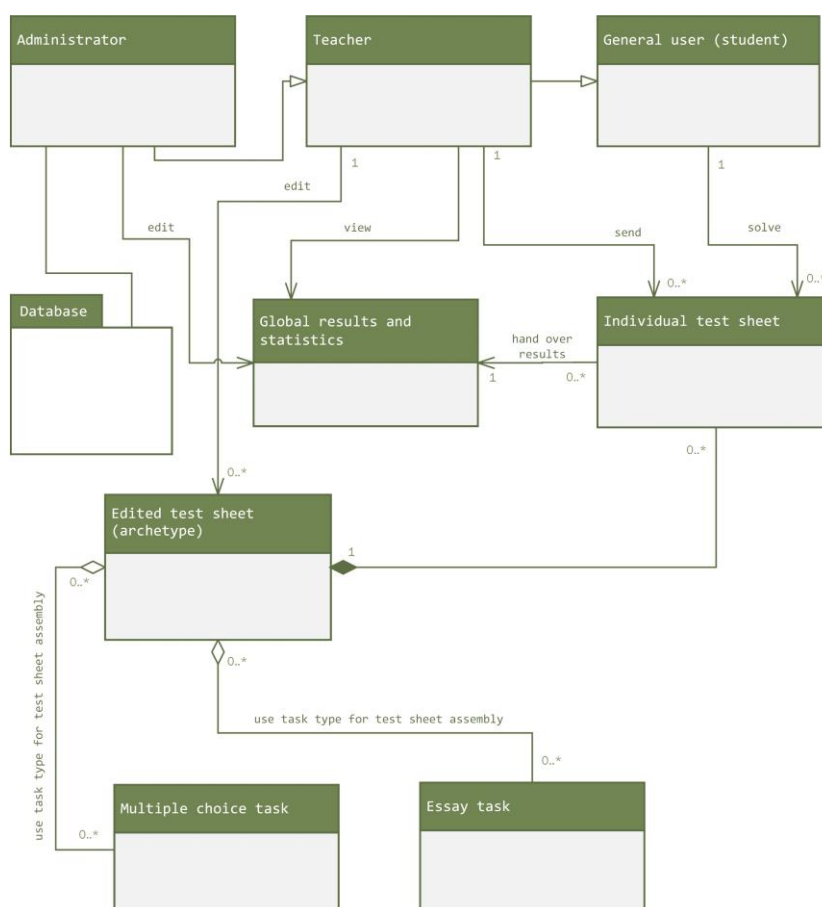 Administrator
Teacher
General user (student)
1
1
1
edit
edit
view
send
solve
0..*
0..*
Database
Global results and
statistics
Individual test sheet
hand over
results
1
0..*
0..*
0..*
Edited test sheet
(archetype)
1
0..*
0..*
use task type for test sheet assembly
use task type for test sheet assembly
0..*
Multiple choice task
Essay task
0..*